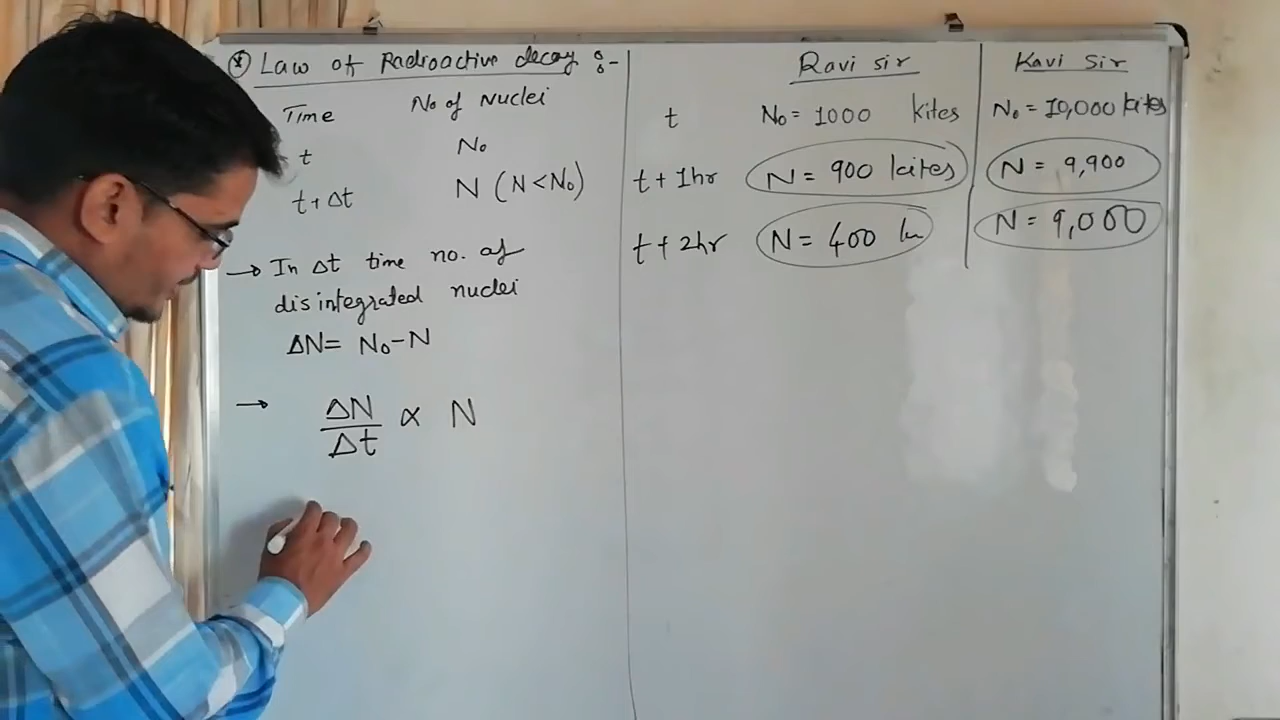 * Law of Radioactive decay :-
Time No of Nuclei
t No
t+Δt N (N<No)
→ In Δt time no. of
disintegrated nuclei
ΔN= No-N
→ ΔN/Δt ∝ N
Ravi sir Kavi Sir
t No = 1000 kites No = 10,000 kites
t+1hr N = 900 kites N = 9,900
t+2hr N = 400 N = 9,000